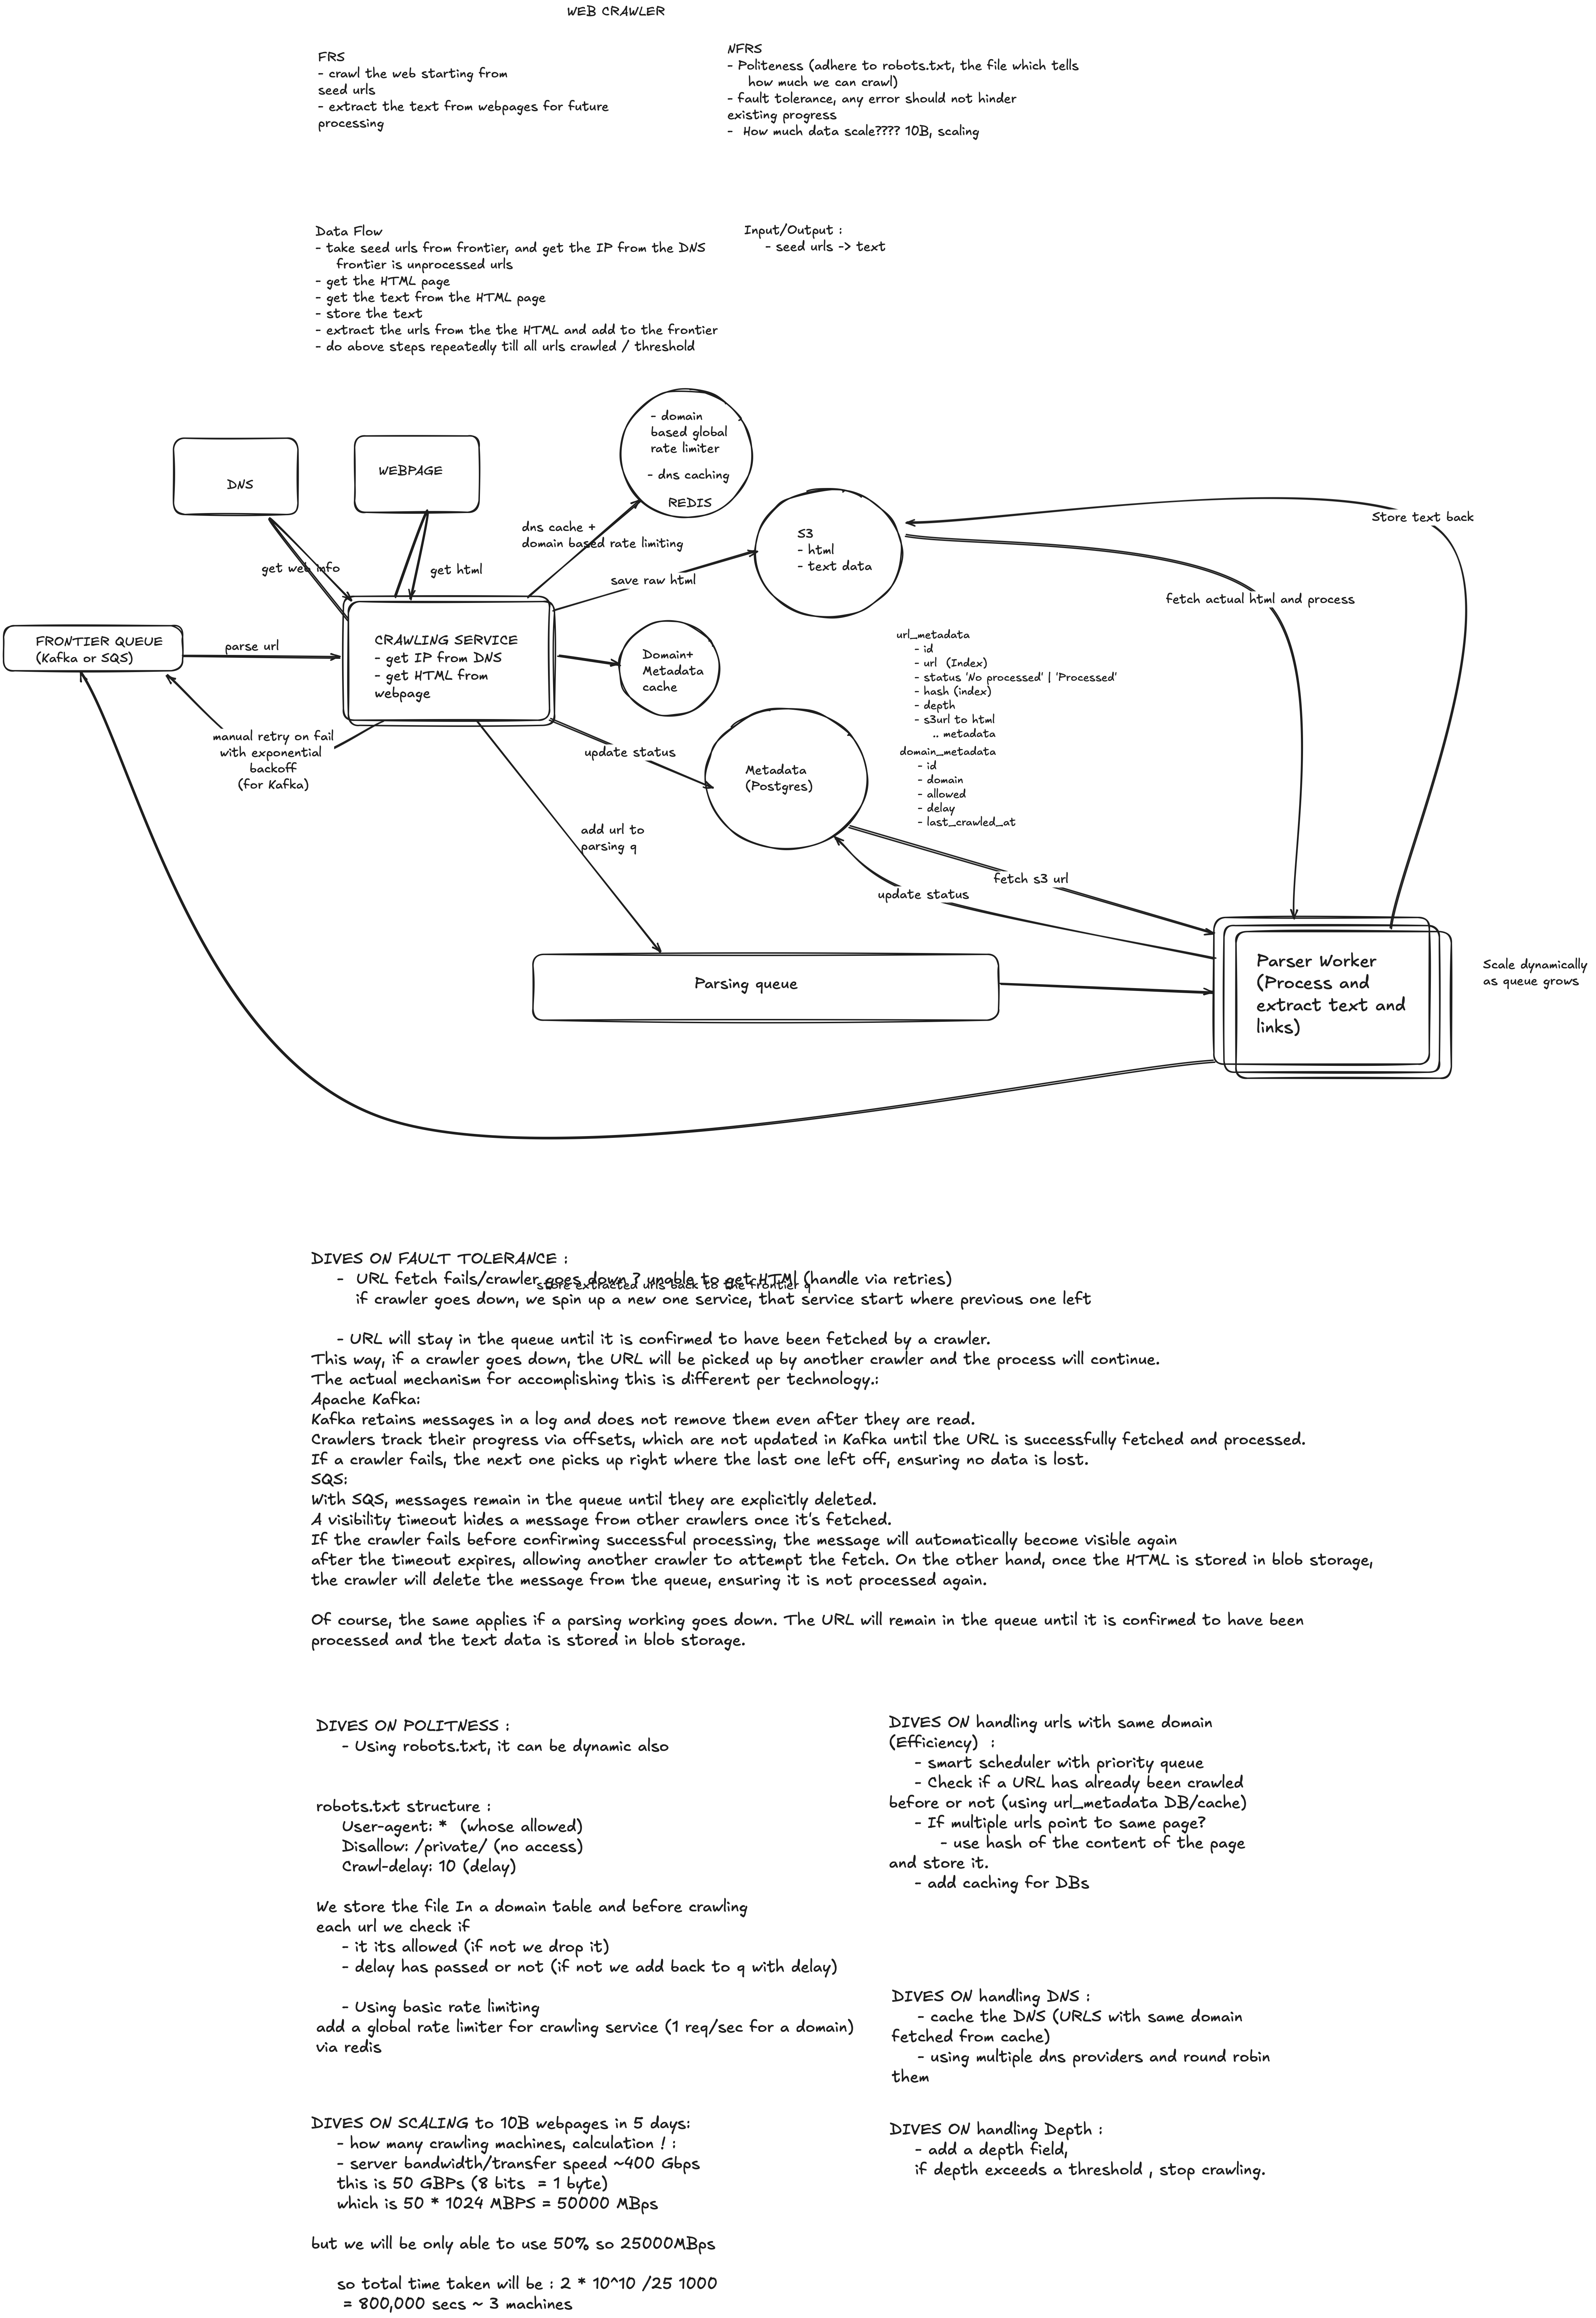 WEB CRAWLER
FRS
- crawl the web starting from
seed urls
- extract the text from webpages for future
processing
NFRS
- Politeness (adhere to robots.txt, the file which tells
how much we can crawl)
- fault tolerance, any error should not hinder
existing progress
- How much data scale???? 10B, scaling
Data Flow
- take seed urls from frontier, and get the IP from the DNS
frontier is unprocessed urls
- get the HTML page
- get the text from the HTML page
- store the text
- extract the urls from the the HTML and add to the frontier
- do above steps repeatedly till all urls crawled / threshold
Input/Output :
- seed urls -> text
DNS
WEBPAGE
- domain
based global
rate limiter
- dns caching
REDIS
get web info
get html
dns cache +
domain based rate limiting
save raw html
S3
- html
- text data
Store text back
fetch actual html and process
FRONTIER QUEUE
(Kafka or SQS)
parse url
CRAWLING SERVICE
- get IP from DNS
- get HTML from
webpage
Domain+
Metadata
cache
url_metadata
- id
- url (Index)
- status 'No processed' | 'Processed'
- hash (index)
- depth
- s3url to html
.. metadata
domain_metadata
- id
- domain
- allowed
- delay
- last_crawled_at
manual retry on fail
with exponential
backoff
(for Kafka)
update status
Metadata
(Postgres)
add url to
parsing q
fetch s3 url
update status
Parsing queue
Parser Worker
(Process and
extract text and
links)
Scale dynamically
as queue grows
DIVES ON FAULT TOLERANCE :
- URL fetch fails/crawler goes down ? unable to get HTMl (handle via retries)
store extracted urls back to the frontier q
if crawler goes down, we spin up a new one service, that service start where previous one left
- URL will stay in the queue until it is confirmed to have been fetched by a crawler.
This way, if a crawler goes down, the URL will be picked up by another crawler and the process will continue.
The actual mechanism for accomplishing this is different per technology.:
Apache Kafka:
Kafka retains messages in a log and does not remove them even after they are read.
Crawlers track their progress via offsets, which are not updated in Kafka until the URL is successfully fetched and processed.
If a crawler fails, the next one picks up right where the last one left off, ensuring no data is lost.
SQS:
With SQS, messages remain in the queue until they are explicitly deleted.
A visibility timeout hides a message from other crawlers once it's fetched.
If the crawler fails before confirming successful processing, the message will automatically become visible again
after the timeout expires, allowing another crawler to attempt the fetch. On the other hand, once the HTML is stored in blob storage,
the crawler will delete the message from the queue, ensuring it is not processed again.
Of course, the same applies if a parsing working goes down. The URL will remain in the queue until it is confirmed to have been
processed and the text data is stored in blob storage.
DIVES ON POLITNESS :
- Using robots.txt, it can be dynamic also
robots.txt structure :
User-agent: * (whose allowed)
Disallow: /private/ (no access)
Crawl-delay: 10 (delay)
We store the file In a domain table and before crawling
each url we check if
- it its allowed (if not we drop it)
- delay has passed or not (if not we add back to q with delay)
- Using basic rate limiting
add a global rate limiter for crawling service (1 req/sec for a domain)
via redis
DIVES ON handling urls with same domain
(Efficiency) :
- smart scheduler with priority queue
- Check if a URL has already been crawled
before or not (using url_metadata DB/cache)
- If multiple urls point to same page?
- use hash of the content of the page
and store it.
- add caching for DBs
DIVES ON handling DNS :
- cache the DNS (URLS with same domain
fetched from cache)
- using multiple dns providers and round robin
them
DIVES ON SCALING to 10B webpages in 5 days:
- how many crawling machines, calculation ! :
- server bandwidth/transfer speed ~400 Gbps
this is 50 GBPs (8 bits = 1 byte)
which is 50 * 1024 MBPS = 50000 MBps
but we will be only able to use 50% so 25000MBps
so total time taken will be : 2 * 10^10 /25 1000
= 800,000 secs ~ 3 machines
DIVES ON handling Depth :
- add a depth field,
if depth exceeds a threshold , stop crawling.